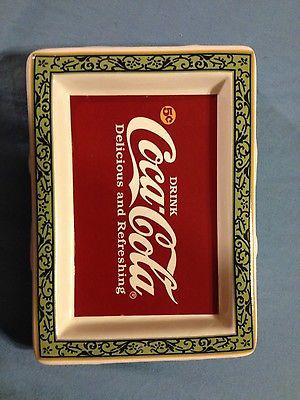 DRINK
Coca-Cola®
Delicious and Refreshing
5¢